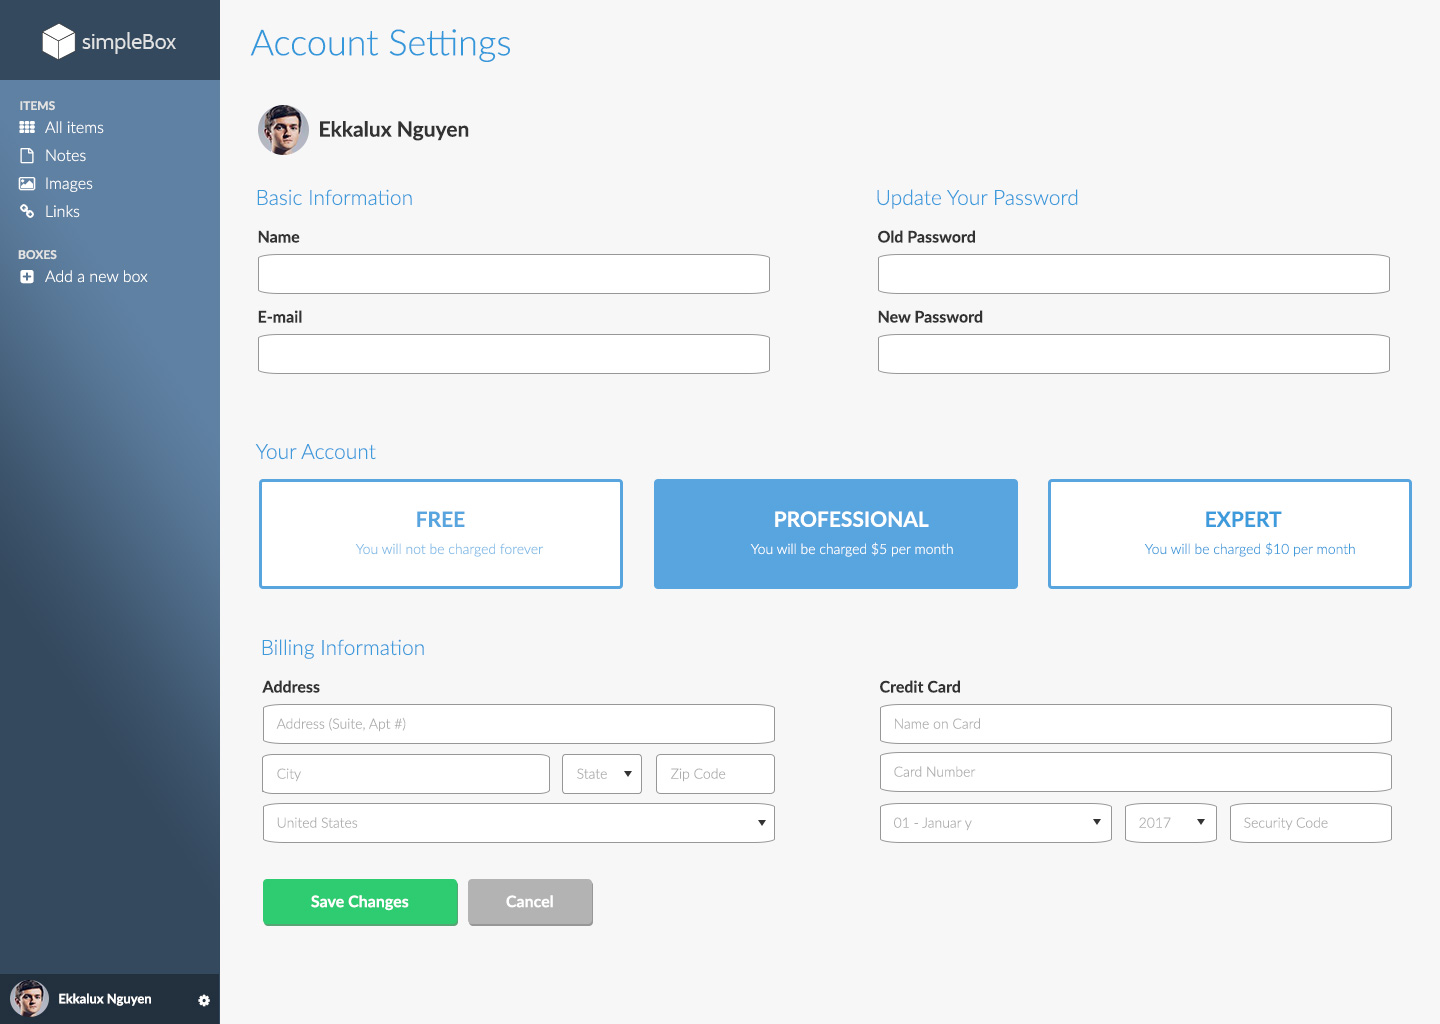 simpleBox
ITEMS
All items
Notes
Images
Links
BOXES
Add a new box
Ekkalux Nguyen
Account Settings
Ekkalux Nguyen
Basic Information
Name
E-mail
Update Your Password
Old Password
New Password
Your Account
FREE
You will not be charged forever
PROFESSIONAL
You will be charged $5 per month
EXPERT
You will be charged $10 per month
Billing Information
Address
Address (Suite, Apt #)
City
State
Zip Code
United States
Credit Card
Name on Card
Card Number
01 - Januar y
2017
Security Code
Save Changes
Cancel